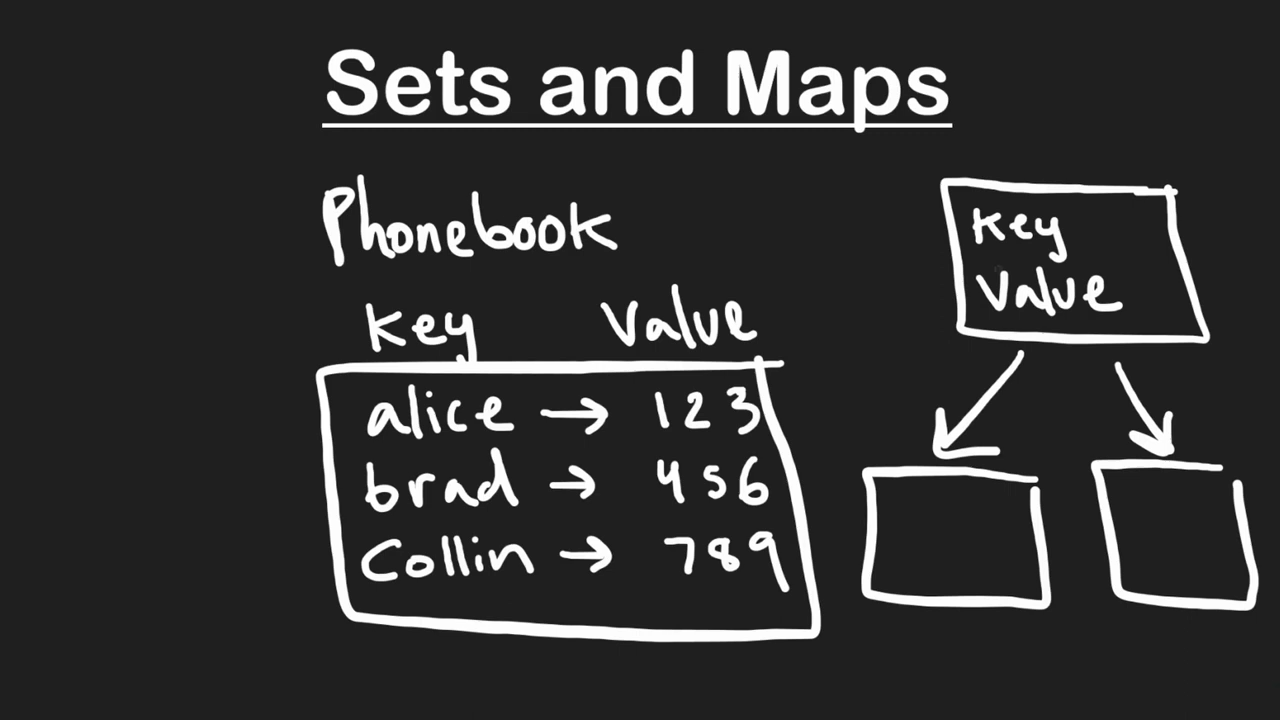 Sets and Maps
Phonebook
Key Value
alice → 123
brad → 456
Collin → 789
Key
Value